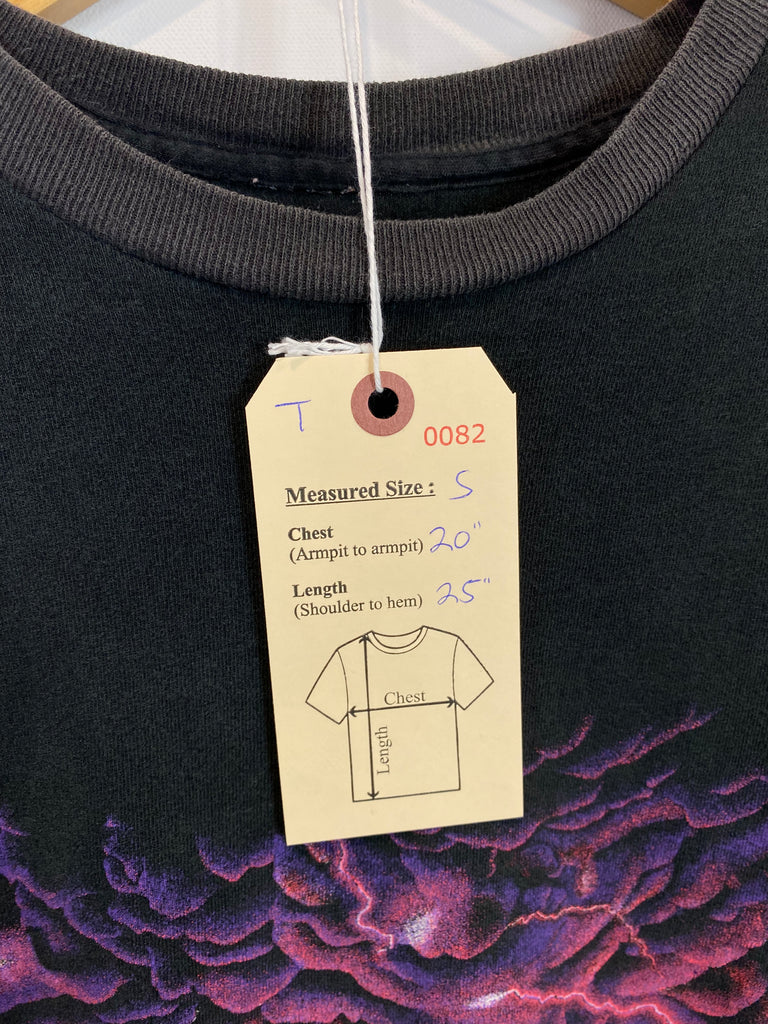 T
0082
Measured Size : S
Chest
(Armpit to armpit) 20"
Length
(Shoulder to hem) 25"
Chest
Length